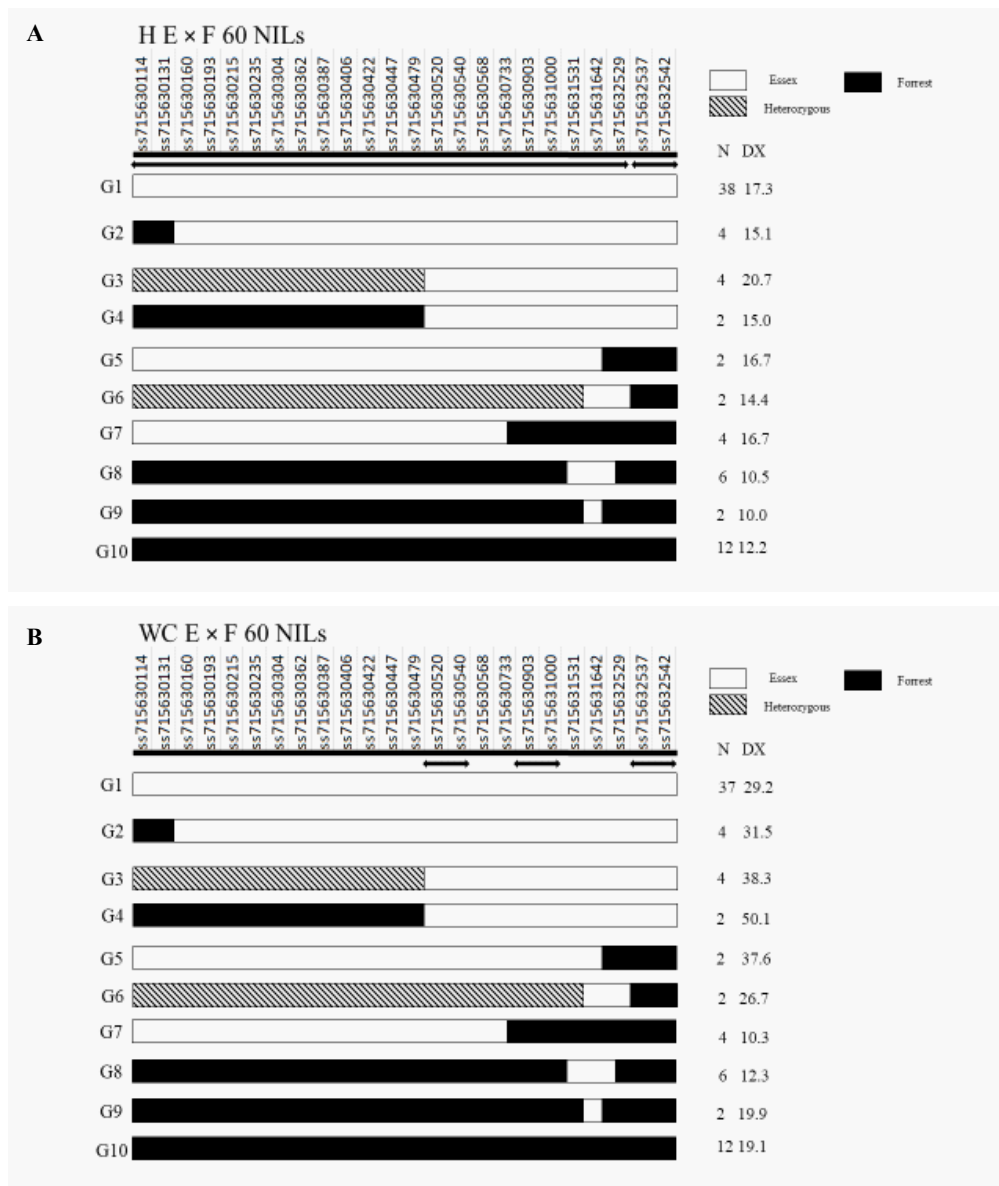 A
H E × F 60 NILs
ss715630114
ss715630131
ss715630160
ss715630193
ss715630215
ss715630235
ss715630304
ss715630362
ss715630387
ss715630406
ss715630422
ss715630447
ss715630479
ss715630520
ss715630540
ss715630568
ss715630733
ss715630903
ss715631000
ss715631531
ss715631642
ss715632529
ss715632537
ss715632542
Essex
Forrest
Heterozygous
N DX
G1 38 17.3
G2 4 15.1
G3 4 20.7
G4 2 15.0
G5 2 16.7
G6 2 14.4
G7 4 16.7
G8 6 10.5
G9 2 10.0
G10 12 12.2
B
WC E × F 60 NILs
ss715630114
ss715630131
ss715630160
ss715630193
ss715630215
ss715630235
ss715630304
ss715630362
ss715630387
ss715630406
ss715630422
ss715630447
ss715630479
ss715630520
ss715630540
ss715630568
ss715630733
ss715630903
ss715631000
ss715631531
ss715631642
ss715632529
ss715632537
ss715632542
Essex
Forrest
Heterozygous
N DX
G1 37 29.2
G2 4 31.5
G3 4 38.3
G4 2 50.1
G5 2 37.6
G6 2 26.7
G7 4 10.3
G8 6 12.3
G9 2 19.9
G10 12 19.1